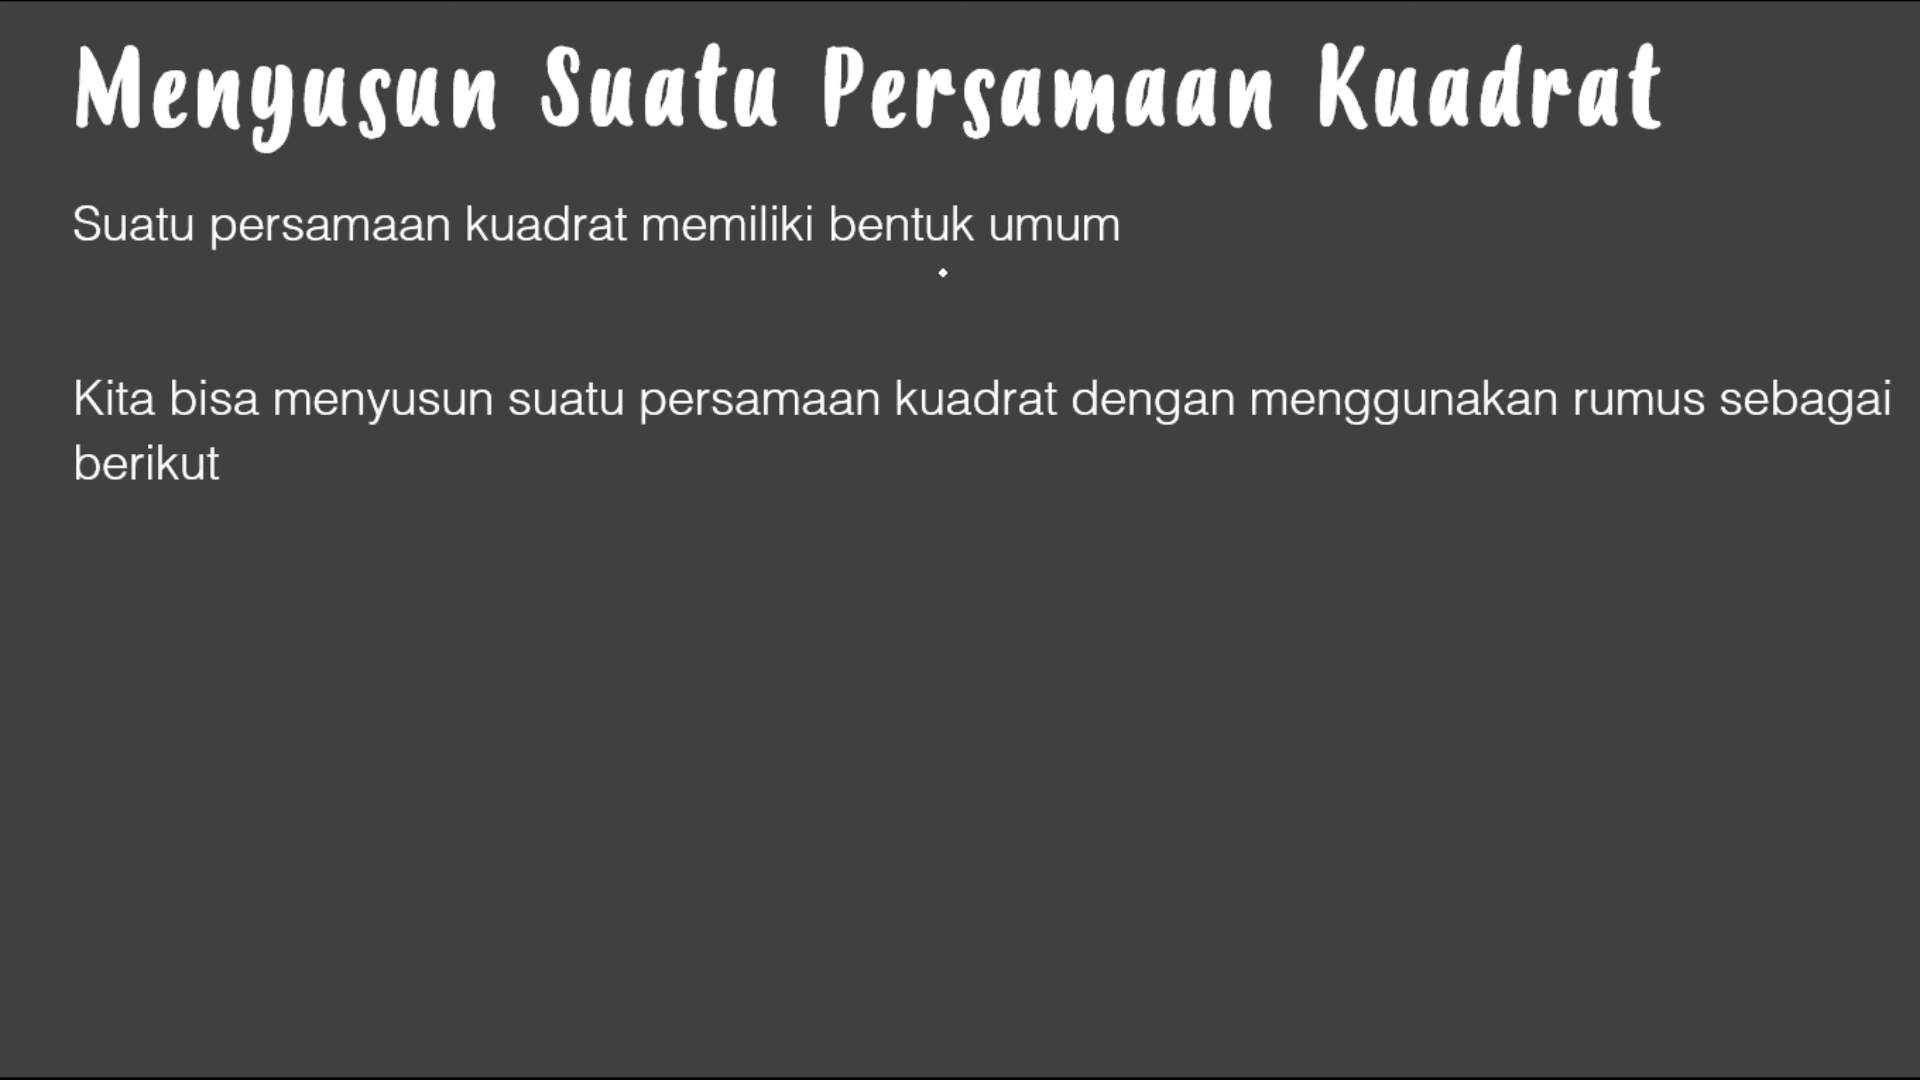 Menyusun Suatu Persamaan Kuadrat
Suatu persamaan kuadrat memiliki bentuk umum
Kita bisa menyusun suatu persamaan kuadrat dengan menggunakan rumus sebagai
berikut